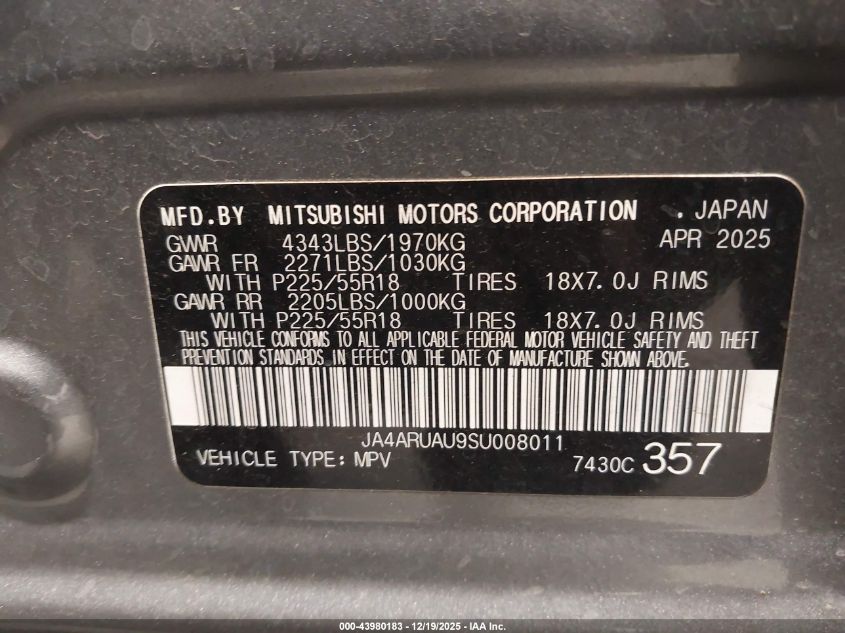 MFD.BY MITSUBISHI MOTORS CORPORATION . JAPAN
GVWR 4343LBS/1970KG APR 2025
GAWR FR 2271LBS/1030KG
WITH P225/55R18 TIRES 18X7.0J RIMS
GAWR RR 2205LBS/1000KG
WITH P225/55R18 TIRES 18X7.0J RIMS
THIS VEHICLE CONFORMS TO ALL APPLICABLE FEDERAL MOTOR VEHICLE SAFETY AND THEFT
PREVENTION STANDARDS IN EFFECT ON THE DATE OF MANUFACTURE SHOWN ABOVE.
JA4ARUAU9SU008011
VEHICLE TYPE: MPV 7430C 357
000-43980183 - 12/19/2025 - IAA Inc.